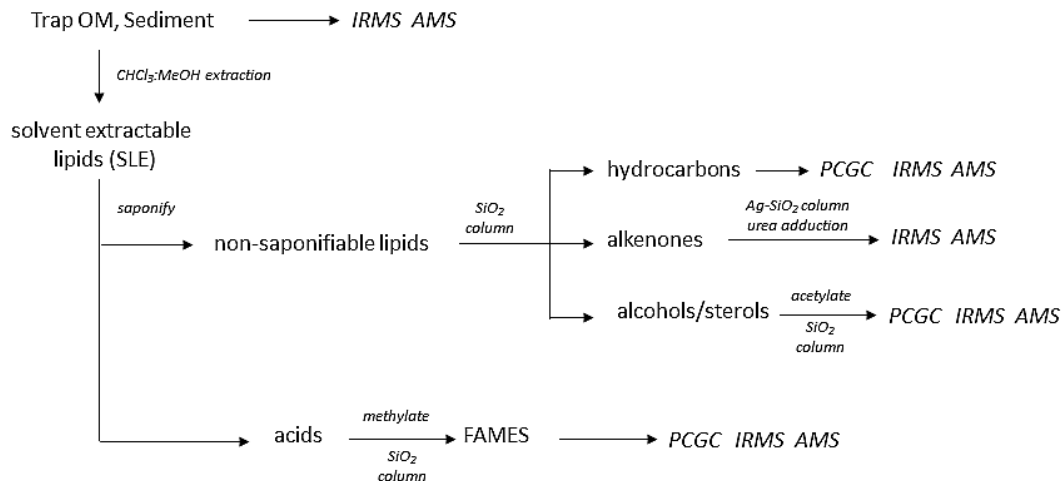 Trap OM, Sediment
IRMS AMS
CHCl₃:MeOH extraction
solvent extractable
lipids (SLE)
saponify
non-saponifiable lipids
SiO₂
column
hydrocarbons
PCGC IRMS AMS
alkenones
Ag-SiO₂ column
urea adduction
IRMS AMS
alcohols/sterols
acetylate
SiO₂
column
PCGC IRMS AMS
acids
methylate
SiO₂
column
FAMES
PCGC IRMS AMS